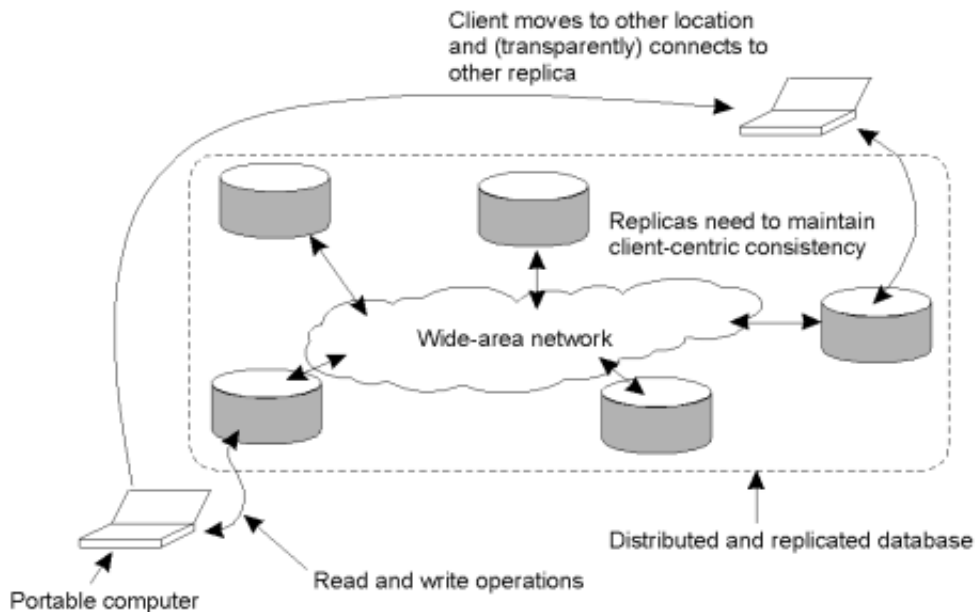 Client moves to other location
and (transparently) connects to
other replica
Replicas need to maintain
client-centric consistency
Wide-area network
Distributed and replicated database
Read and write operations
Portable computer